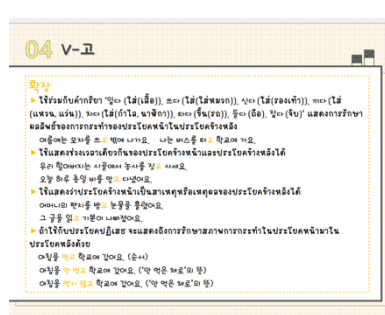 04 V-고
확장
▶ ใช้ร่วมกับคำกริยา '입다 (ใส่(เสื้อ)), 쓰다 (ใส่(ใส่หมวก)), 신다 (ใส่(รองเท้า)), 끼다 (ใส่
(แหวน, แว่น)), 차다 (ใส่(กำไล, นาฬิกา)), 타다 (ขึ้น(รถ)), 들다 (ถือ), 잡다 (จับ)' แสดงการรักษา
ผลลัพธ์ของการกระทำของประโยคหน้าในประโยคข้างหลัง
여름에는 모자를 쓰고 밖에 나가요. 나는 버스를 타고 학교에 가요.
▶ ใช้แสดงช่วงเวลาเดียวกันของประโยคข้างหน้าและประโยคข้างหลังได้
우리 할아버지는 시골에서 농사를 짓고 사세요.
오늘 하루 종일 비를 맞고 다녔어요.
▶ ใช้แสดงว่าประโยคข้างหน้าเป็นสาเหตุหรือเหตุผลของประโยคข้างหลังได้
어머니의 편지를 받고 눈물을 흘렸어요.
그 글을 읽고 기분이 나빠졌어요.
▶ ถ้าใช้กับประโยคปฏิเสธ จะแสดงถึงการรักษาสภาพการกระทำในประโยคหน้ามาใน
ประโยคหลังด้วย
아침을 먹고 학교에 갔어요. (순서)
아침을 안 먹고 학교에 갔어요. ('안 먹은 채로'의 뜻)
아침을 먹지 않고 학교에 갔어요. ('안 먹은 채로'의 뜻)